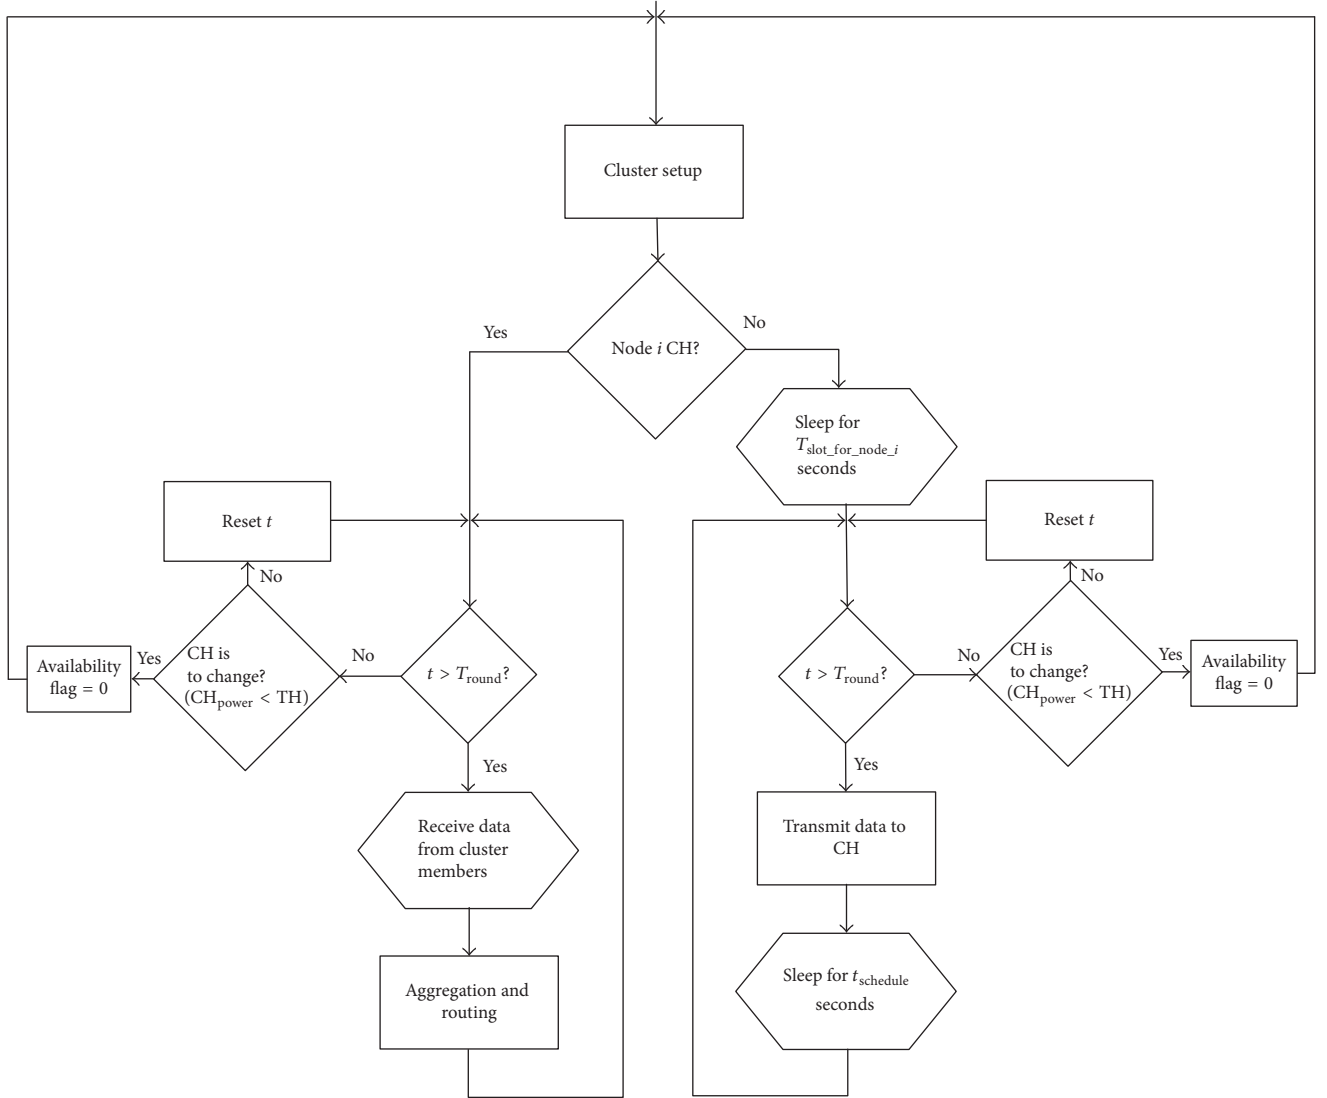 Cluster setup
Yes
No
Node i CH?
Sleep for
T_slot_for_node_i
seconds
Reset t
Reset t
No
No
Availability
flag = 0
Yes
CH is
to change?
(CH_power < TH)
No
t > T_round?
t > T_round?
No
CH is
to change?
(CH_power < TH)
Yes
Availability
flag = 0
Yes
Yes
Receive data
from cluster
members
Transmit data to
CH
Aggregation and
routing
Sleep for t_schedule
seconds